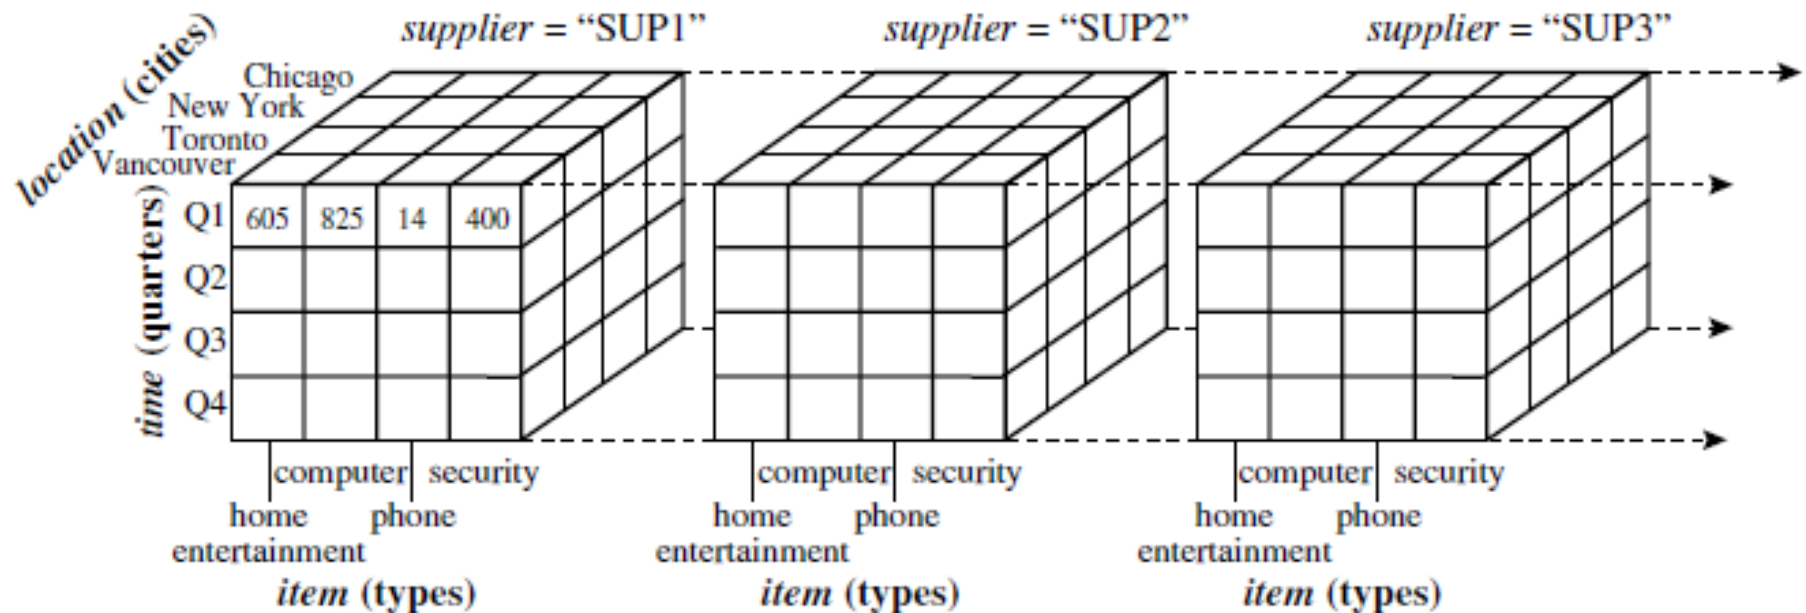 supplier = “SUP1” supplier = “SUP2” supplier = “SUP3”
location (cities)
Chicago
New York
Toronto
Vancouver
time (quarters)
Q1 605 825 14 400
Q2
Q3
Q4
computer security computer security computer security
home phone home phone home phone
entertainment entertainment entertainment
item (types) item (types) item (types)